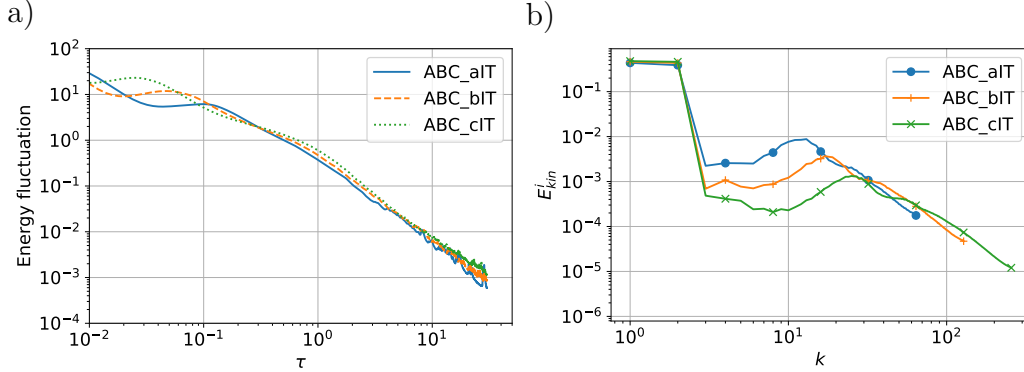 a)
b)
10^2
10^1
10^0
10^-1
10^-2
10^-3
10^-4
Energy fluctuation
10^-2
10^-1
10^0
10^1
τ
ABC_aIT
ABC_bIT
ABC_cIT
10^-1
10^-2
10^-3
10^-4
10^-5
10^-6
E^i_kin
10^0
10^1
10^2
k
ABC_aIT
ABC_bIT
ABC_cIT